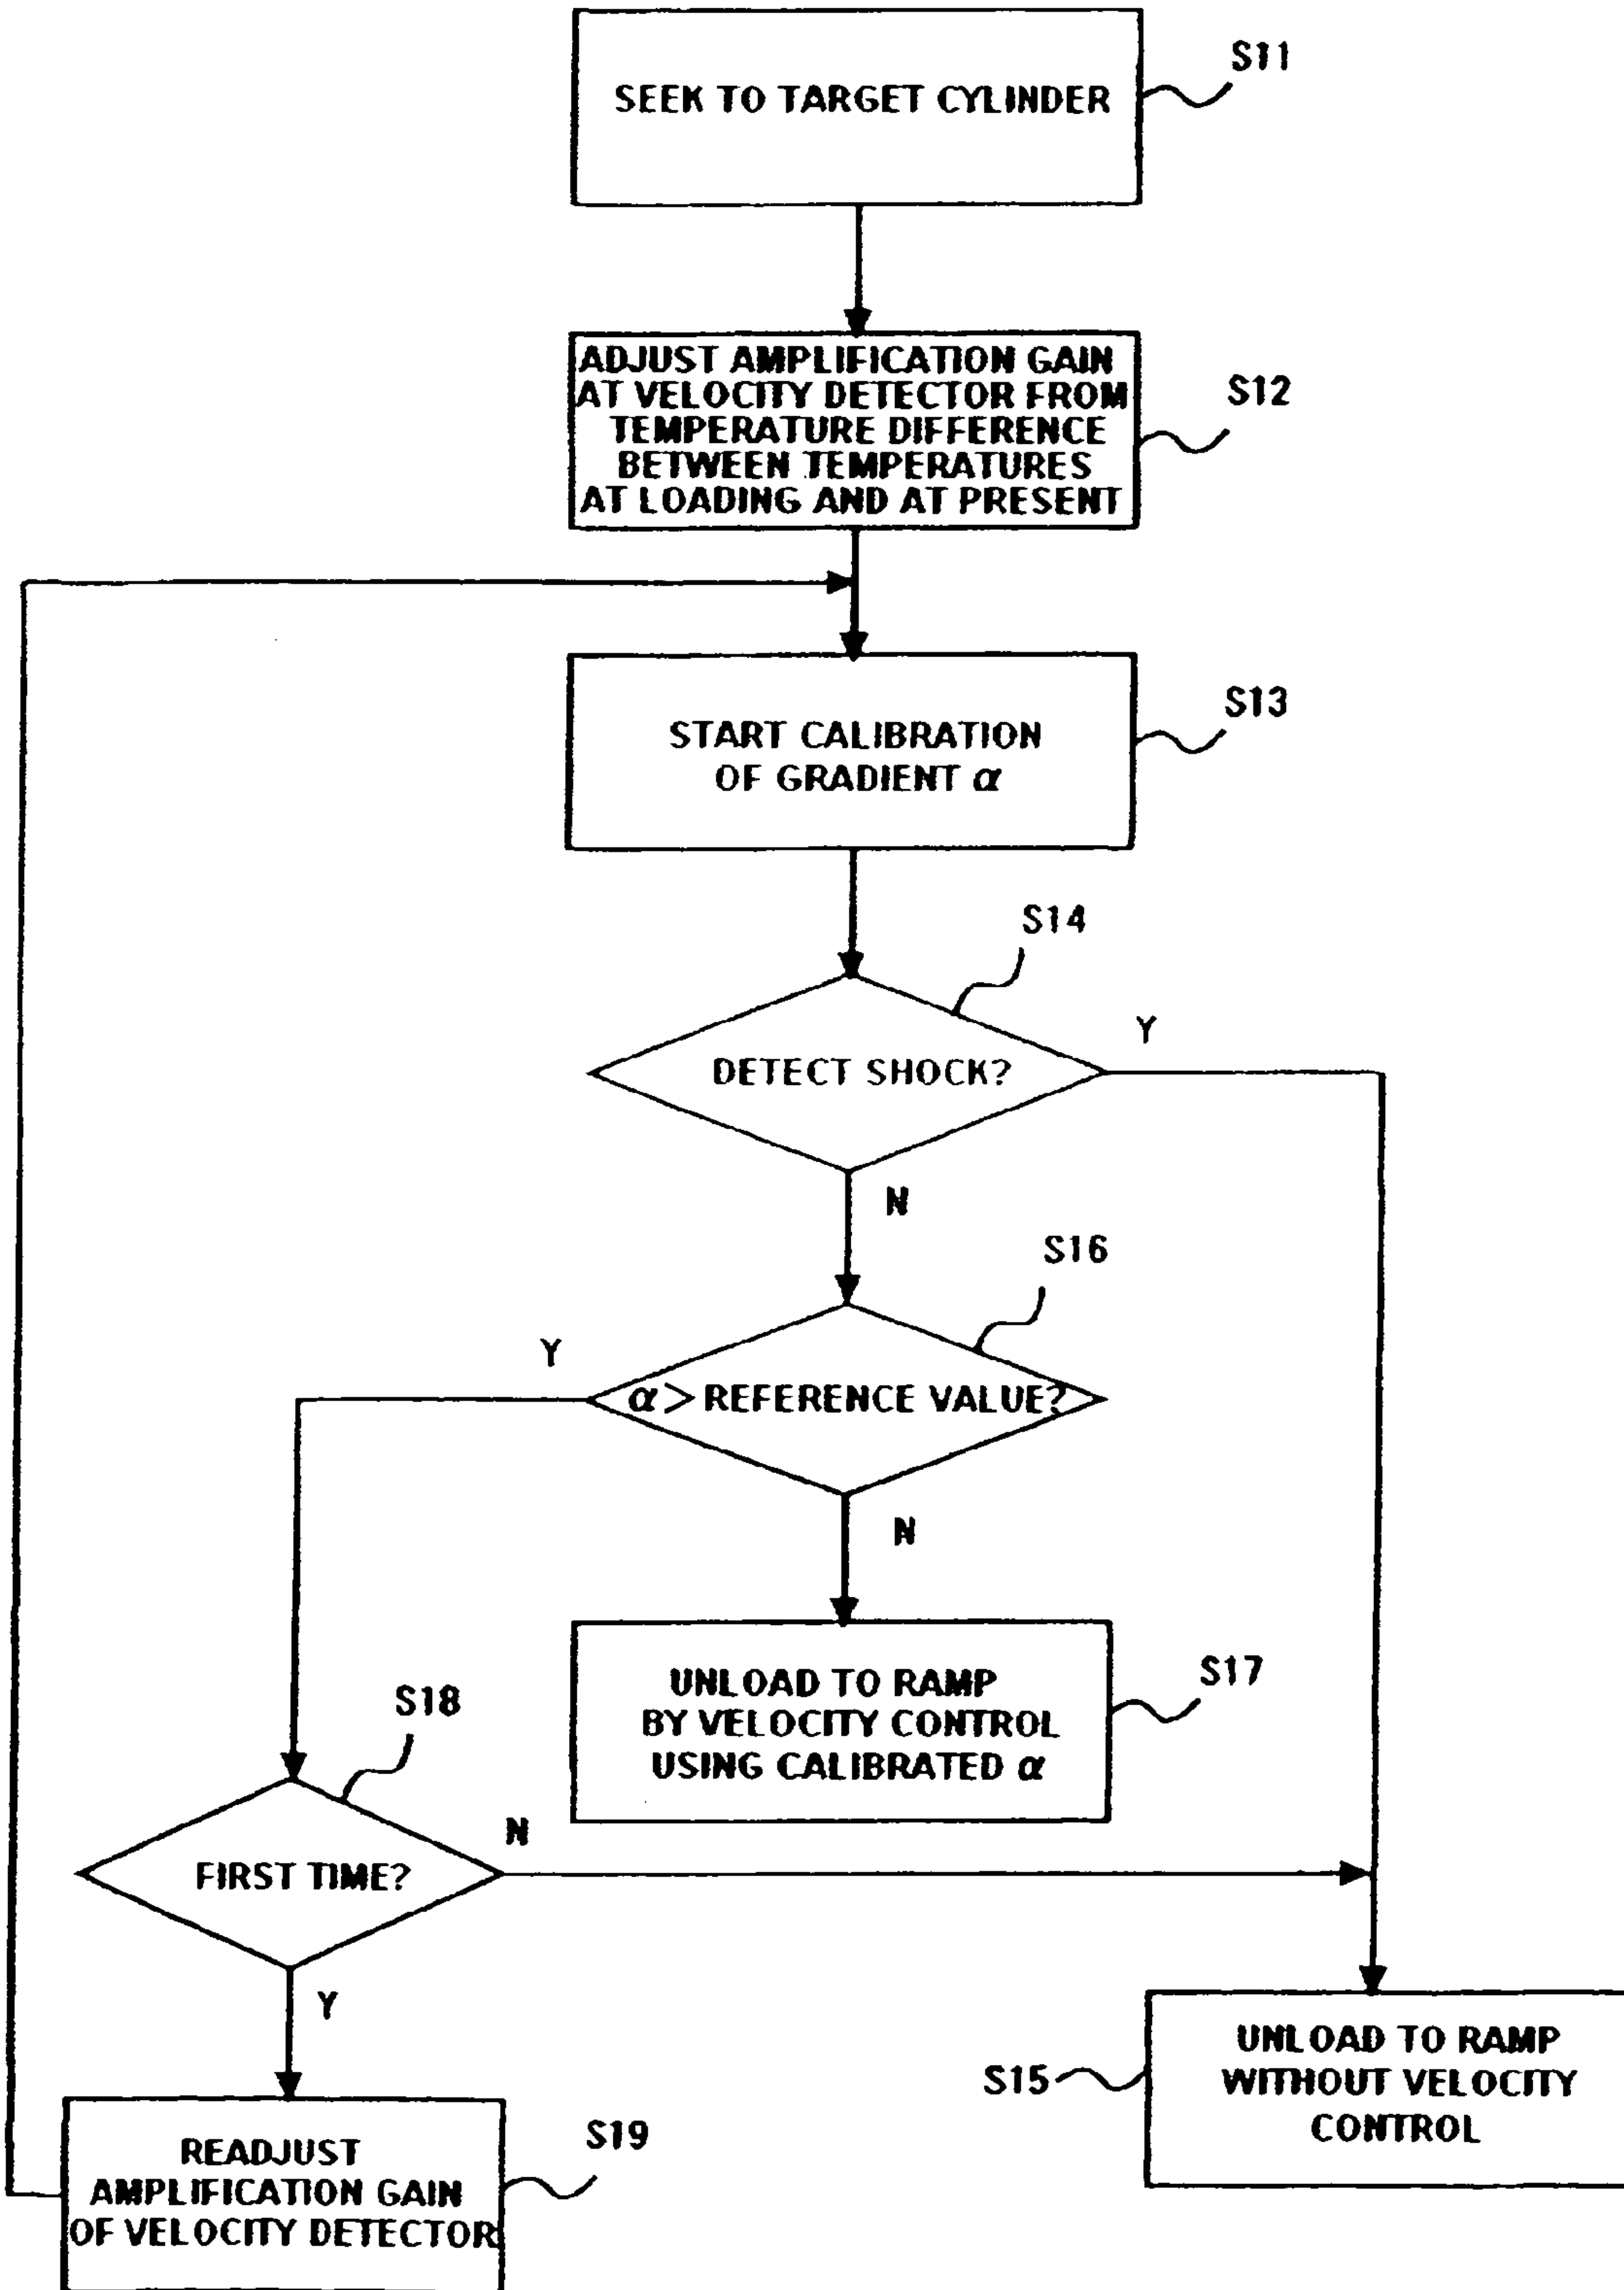 SEEK TO TARGET CYLINDER
S11
ADJUST AMPLIFICATION GAIN
AT VELOCITY DETECTOR FROM
TEMPERATURE DIFFERENCE
BETWEEN TEMPERATURES
AT LOADING AND AT PRESENT
S12
START CALIBRATION
OF GRADIENT α
S13
S14
DETECT SHOCK?
Y
N
S16
α > REFERENCE VALUE?
Y
N
UNLOAD TO RAMP
BY VELOCITY CONTROL
USING CALIBRATED α
S17
S18
FIRST TIME?
N
Y
UNLOAD TO RAMP
WITHOUT VELOCITY
CONTROL
S15
READJUST
AMPLIFICATION GAIN
OF VELOCITY DETECTOR
S19